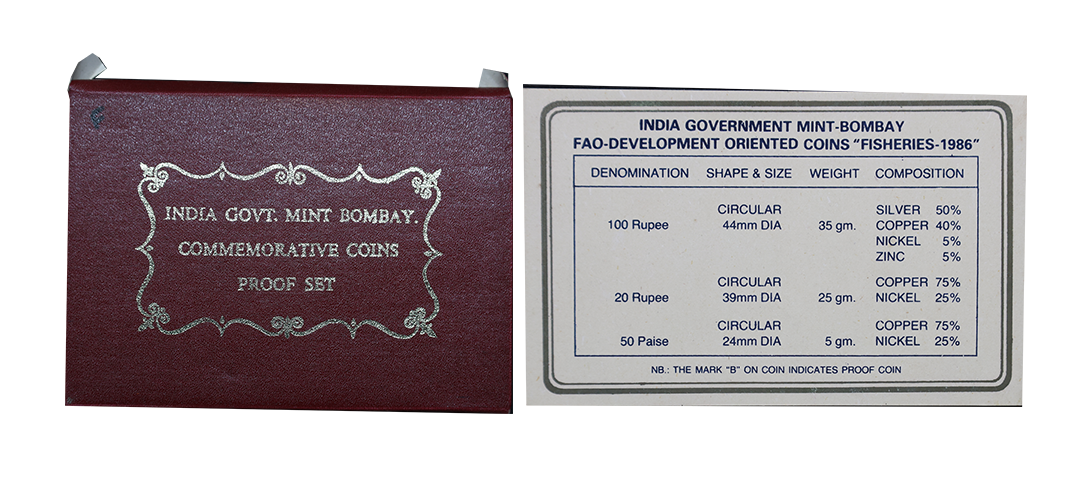 INDIA GOVT. MINT BOMBAY.
COMMEMORATIVE COINS
PROOF SET
INDIA GOVERNMENT MINT-BOMBAY
FAO-DEVELOPMENT ORIENTED COINS "FISHERIES-1986"
DENOMINATION SHAPE & SIZE WEIGHT COMPOSITION
CIRCULAR SILVER 50%
100 Rupee 44mm DIA 35 gm. COPPER 40%
NICKEL 5%
ZINC 5%
CIRCULAR COPPER 75%
20 Rupee 39mm DIA 25 gm. NICKEL 25%
CIRCULAR COPPER 75%
50 Paise 24mm DIA 5 gm. NICKEL 25%
NB.: THE MARK "B" ON COIN INDICATES PROOF COIN